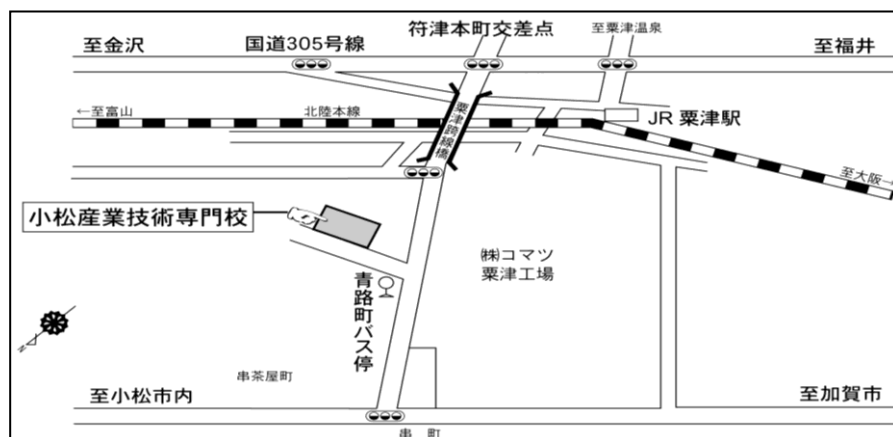 符津本町交差点
至粟津温泉
至金沢
国道305号線
至福井
←至富山
北陸本線
粟津跨線橋
JR 粟津駅
至大阪→
小松産業技術専門校
㈱コマツ
粟津工場
青路町バス停
N
串茶屋町
至小松市内
至加賀市
串 町